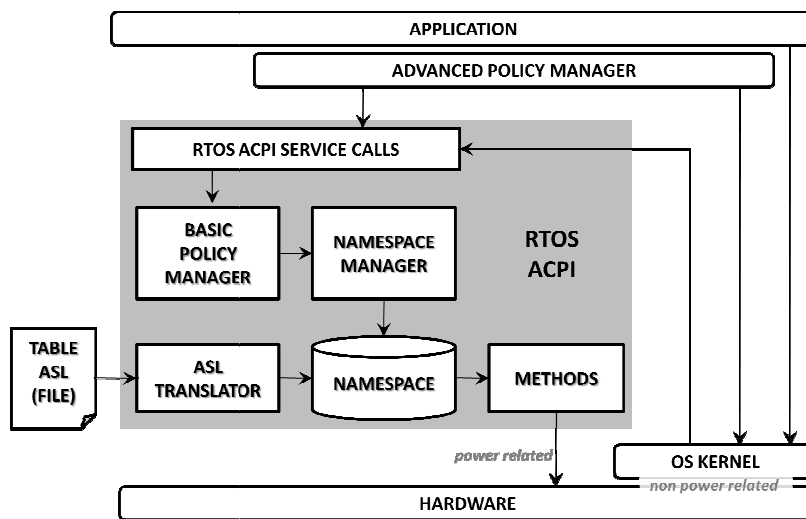 APPLICATION
ADVANCED POLICY MANAGER
RTOS ACPI SERVICE CALLS
BASIC
POLICY
MANAGER
NAMESPACE
MANAGER
RTOS
ACPI
TABLE
ASL
(FILE)
ASL
TRANSLATOR
NAMESPACE
METHODS
power related
OS KERNEL
non power related
HARDWARE